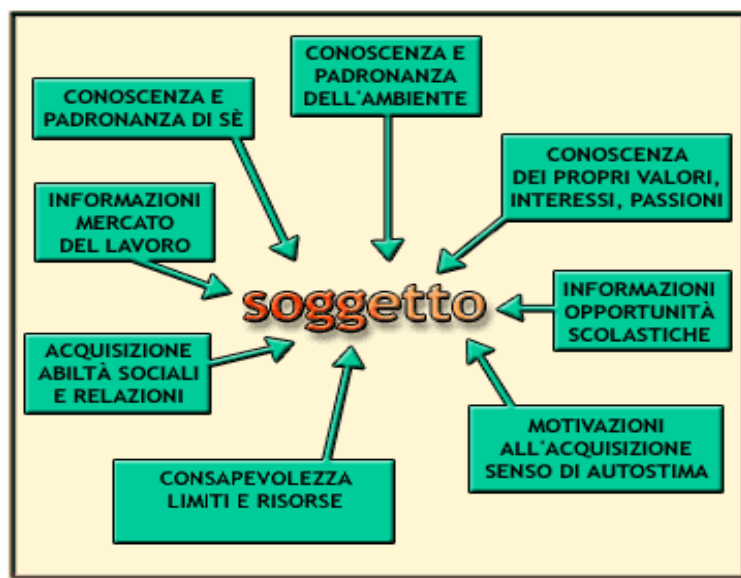 CONOSCENZA E
PADRONANZA
DELL'AMBIENTE
CONOSCENZA E
PADRONANZA DI SÈ
CONOSCENZA
DEI PROPRI VALORI,
INTERESSI, PASSIONI
INFORMAZIONI
MERCATO
DEL LAVORO
soggetto
INFORMAZIONI
OPPORTUNITÀ
SCOLASTICHE
ACQUISIZIONE
ABILTÀ SOCIALI
E RELAZIONI
MOTIVAZIONI
ALL'ACQUISIZIONE
SENSO DI AUTOSTIMA
CONSAPEVOLEZZA
LIMITI E RISORSE